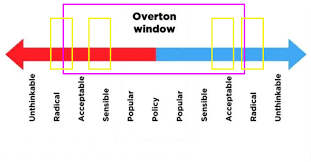 Overton
window
Unthinkable
Radical
Acceptable
Sensible
Popular
Policy
Popular
Sensible
Acceptable
Radical
Unthinkable